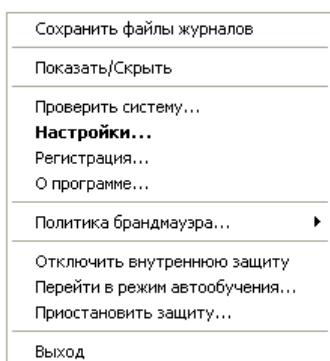 Сохранить файлы журналов
Показать/Скрыть
Проверить систему...
Настройки...
Регистрация...
О программе...
Политика брандмауэра...
Отключить внутреннюю защиту
Перейти в режим автообучения...
Приостановить защиту...
Выход